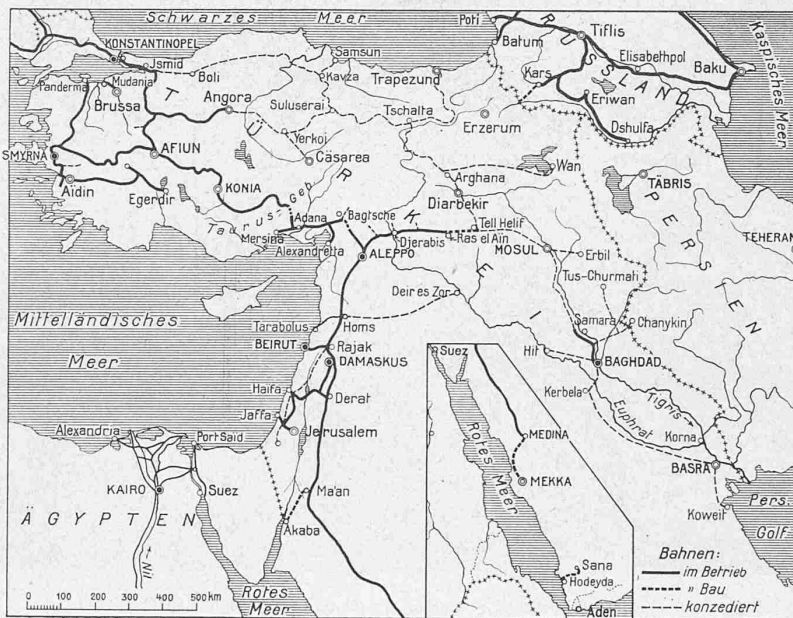 Schwarzes Meer
Poti
RUSSLAND
Tiflis
Kaspisches Meer
KONSTANTINOPEL
Samsun
Batum
Elisabethpol
Jsmid
Boli
Kavza
Trapezund
Kars
Baku
Panderma
Mudania
Brussa
Angora
Suluserai
Tschalta
Eriwan
TÜRKEI
Yerkoi
Erzerum
Dshulfa
SMYRNA
AFIUN
Cäsarea
Wan
Aïdin
KONIA
Arghana
TÄBRIS
Egerdir
Diarbekir
PERSIEN
Taurus-Geb.
Adana
Bagtsche
Tell Helif
TEHERAN
Mersina
Djerabis
Ras el Aïn
MOSUL
Erbil
Alexandretta
ALEPPO
Tus-Churmati
Deir es Zor
Mittelländisches
Meer
Tarabolus
Homs
Samara
Chanykin
BEIRUT
Rajak
Suez
Hit
BAGHDAD
DAMASKUS
Haifa
Derat
Kerbela
Tigris
Jaffa
Euphrat
Alexandria
Port Said
Jerusalem
MEDINA
Korna
Rotes Meer
BASRA
KAIRO
Suez
Ma'an
MEKKA
Pers.
Golf
ÄGYPTEN
Akaba
Koweit
Nil
Sana
Bahnen:
im Betrieb
Hodeyda
" Bau
0 100 200 300 400 500 km
Rotes
Meer
Aden
konzediert